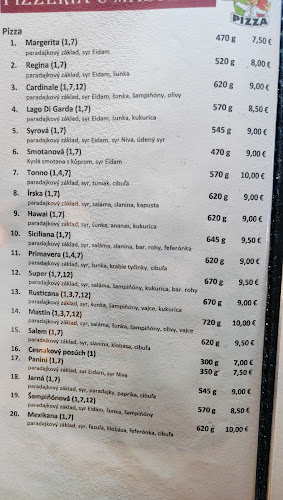 PIZZA
Pizza
1. Margerita (1,7) 470 g 7,50 €
paradajkový základ, syr Eidam
2. Regina (1,7) 520 g 8,00 €
paradajkový základ, syr Eidam, šunka
3. Cardinale (1,7,12) 620 g 9,00 €
paradajkový základ, syr Eidam, šunka, šampiňóny, olivy
4. Lago Di Garda (1,7) 570 g 8,50 €
paradajkový základ, syr Eidam, šunka, kukurica
5. Syrová (1,7) 545 g 9,00 €
paradajkový základ, syr Eidam, syr Niva, údený syr
6. Smotanová (1,7) 470 g 9,00 €
Kyslá smotana s kôprom, syr Eidam
7. Tonno (1,4,7) 570 g 10,00 €
paradajkový základ, syr, tuniak, cibuľa
8. Írska (1,7) 620 g 9,00 €
paradajkový základ, syr, saláma, slanina, kapusta
9. Hawai (1,7) 620 g 9,00 €
paradajkový základ, syr, šunka, ananas, kukurica
10. Siciliana (1,7) 645 g 9,50 €
paradajkový základ, syr, saláma, slanina, bar. rohy, feferónka
11. Primavera (1,4,7) 620 g 9,00 €
paradajkový základ, syr, šunka, krabie tyčinky, cibuľa
12. Super (1,7,12) 670 g 9,50 €
paradajkový základ, syr, saláma, šampiňóny, kukurica, bar. rohy
13. Rusticana (1,3,7,12) 670 g 9,00 €
paradajkový základ, syr, šunka, šampiňóny, vajce, kukurica
14. Mastin (1,3,7,12) 720 g 10,00 €
paradajkový základ, syr, saláma, slanina, šampiňóny, olivy, vajce
15. Salem (1,7) 620 g 9,50 €
paradajkový základ, syr, slanina, klobása, cibuľa
16. Cesnakový posúch (1) 300 g 7,00 €
17. Panini (1,7) 350 g 7,50 €
paradajkový základ, syr Eidam, syr Niva
18. Jarná (1,7) 545 g 9,00 €
paradajkový základ, syr, paradajky, paprika, cibuľa
19. Šampiňónová (1,7,12) 570 g 8,50 €
paradajkový základ, syr Eidam, šunka, šampiňóny
20. Mexikana (1,7) 620 g 10,00 €
paradajkový základ, syr, fazuľa, klobása, feferónka, cibuľa